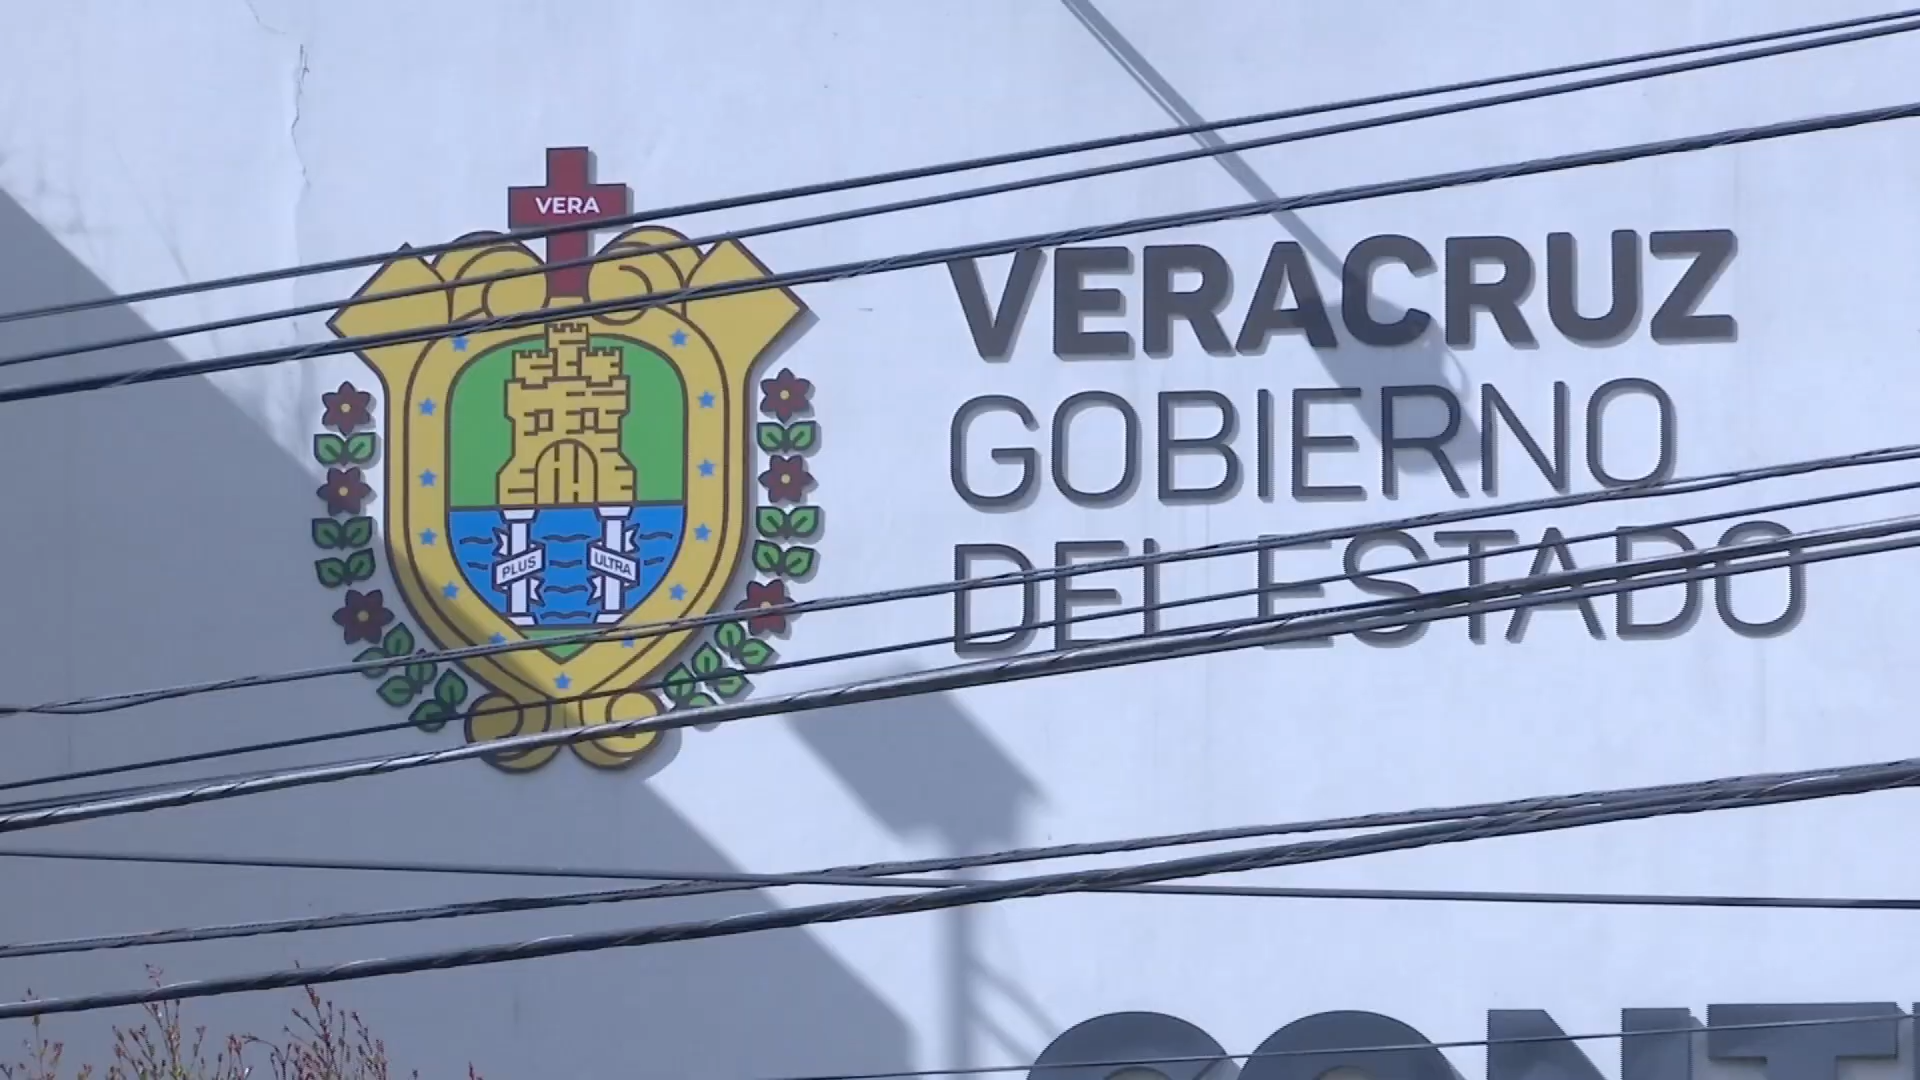 VERA
PLUS ULTRA
VERACRUZ
GOBIERNO
DEL ESTADO